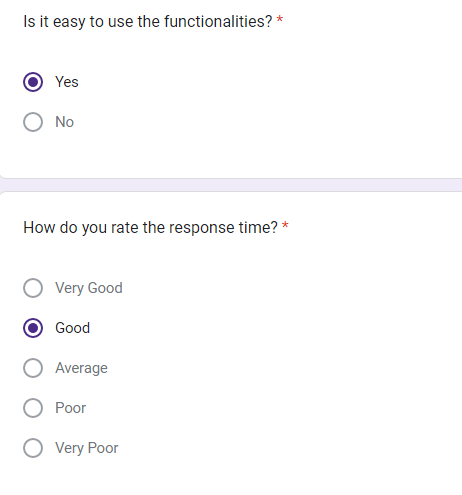 Is it easy to use the functionalities? *
Yes
No
How do you rate the response time? *
Very Good
Good
Average
Poor
Very Poor